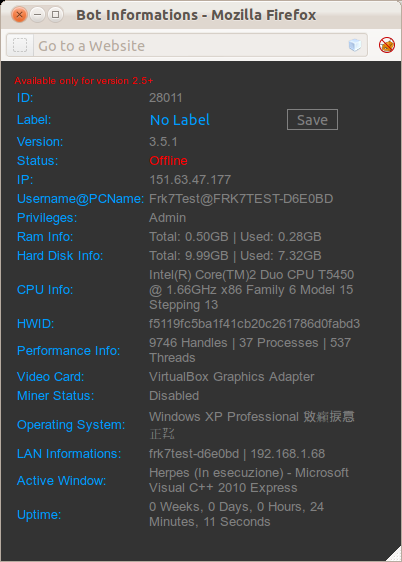 Bot Informations - Mozilla Firefox
Go to a Website
Available only for version 2.5+
ID: 28011
Label: No Label Save
Version: 3.5.1
Status: Offline
IP: 151.63.47.177
Username@PCName: Frk7Test@FRK7TEST-D6E0BD
Privileges: Admin
Ram Info: Total: 0.50GB | Used: 0.28GB
Hard Disk Info: Total: 9.99GB | Used: 7.32GB
CPU Info: Intel(R) Core(TM)2 Duo CPU T5450
@ 1.66GHz x86 Family 6 Model 15
Stepping 13
HWID: f5119fc5ba1f41cb20c261786d0fabd3
Performance Info: 9746 Handles | 37 Processes | 537
Threads
Video Card: VirtualBox Graphics Adapter
Miner Status: Disabled
Operating System: Windows XP Professional
LAN Informations: frk7test-d6e0bd | 192.168.1.68
Active Window: Herpes (In esecuzione) - Microsoft
Visual C++ 2010 Express
Uptime: 0 Weeks, 0 Days, 0 Hours, 24
Minutes, 11 Seconds